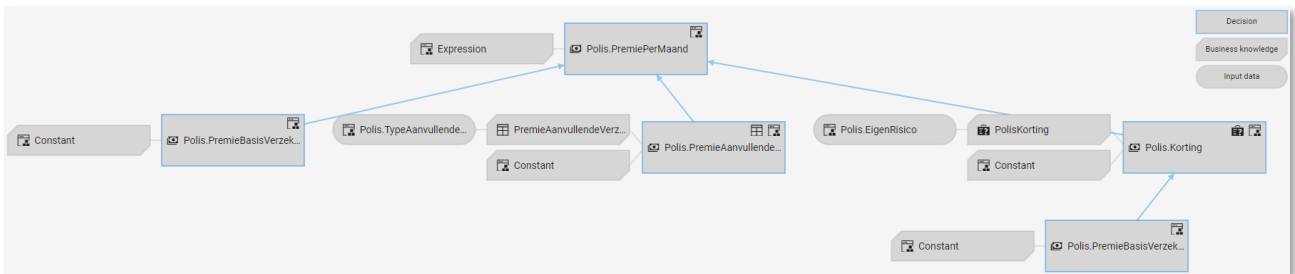 Decision
Expression
Polis.PremiePerMaand
Business knowledge
Input data
Constant
Polis.PremieBasisVerzek...
Polis.TypeAanvullende...
PremieAanvullendeVerz...
Polis.PremieAanvullende...
Constant
Polis.EigenRisico
PolisKorting
Polis.Korting
Constant
Constant
Polis.PremieBasisVerzek...